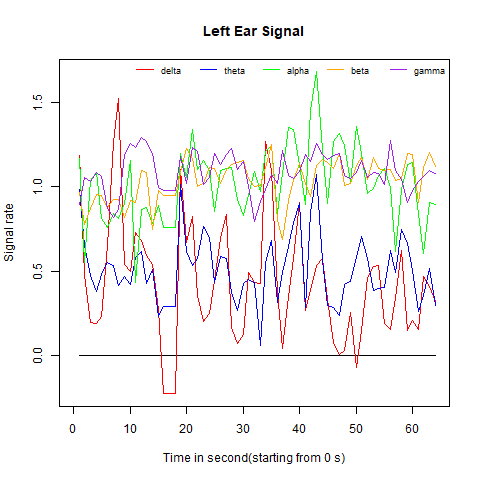 Left Ear Signal
delta theta alpha beta gamma
1.5
1.0
0.5
0.0
Signal rate
0 10 20 30 40 50 60
Time in second(starting from 0 s)